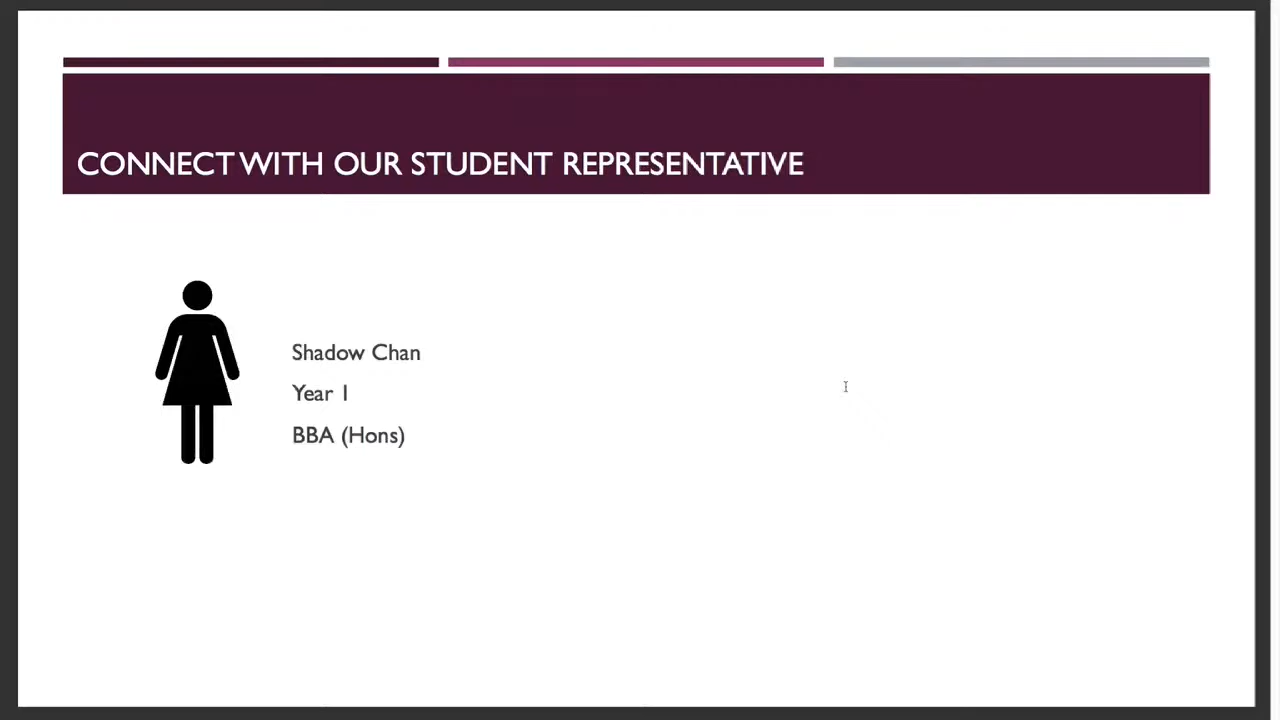 CONNECT WITH OUR STUDENT REPRESENTATIVE
Shadow Chan
Year 1
BBA (Hons)